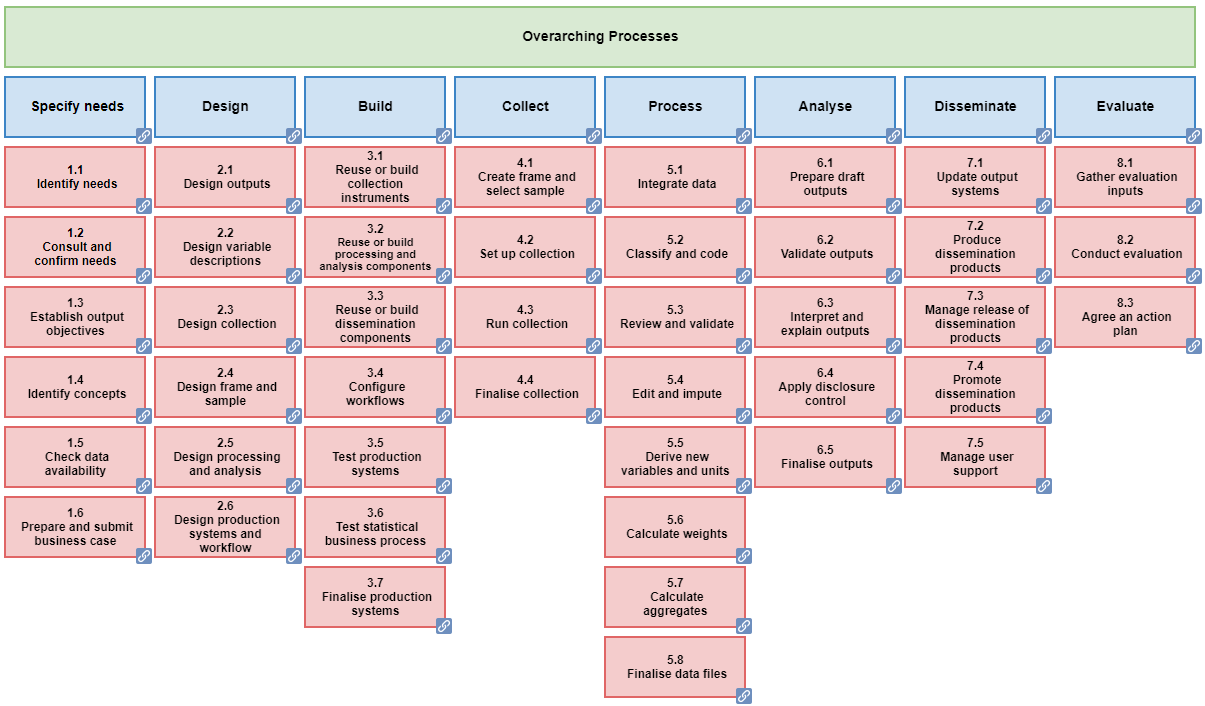 Overarching Processes
Specify needs
Design
Build
Collect
Process
Analyse
Disseminate
Evaluate
1.1
Identify needs
2.1
Design outputs
3.1
Reuse or build
collection
instruments
4.1
Create frame and
select sample
5.1
Integrate data
6.1
Prepare draft
outputs
7.1
Update output
systems
8.1
Gather evaluation
inputs
1.2
Consult and
confirm needs
2.2
Design variable
descriptions
3.2
Reuse or build
processing and
analysis components
4.2
Set up collection
5.2
Classify and code
6.2
Validate outputs
7.2
Produce
dissemination
products
8.2
Conduct evaluation
1.3
Establish output
objectives
2.3
Design collection
3.3
Reuse or build
dissemination
components
4.3
Run collection
5.3
Review and validate
6.3
Interpret and
explain outputs
7.3
Manage release of
dissemination
products
8.3
Agree an action
plan
1.4
Identify concepts
2.4
Design frame and
sample
3.4
Configure
workflows
4.4
Finalise collection
5.4
Edit and impute
6.4
Apply disclosure
control
7.4
Promote
dissemination
products
1.5
Check data
availability
2.5
Design processing
and analysis
3.5
Test production
systems
5.5
Derive new
variables and units
6.5
Finalise outputs
7.5
Manage user
support
1.6
Prepare and submit
business case
2.6
Design production
systems and
workflow
3.6
Test statistical
business process
5.6
Calculate weights
3.7
Finalise production
systems
5.7
Calculate
aggregates
5.8
Finalise data files